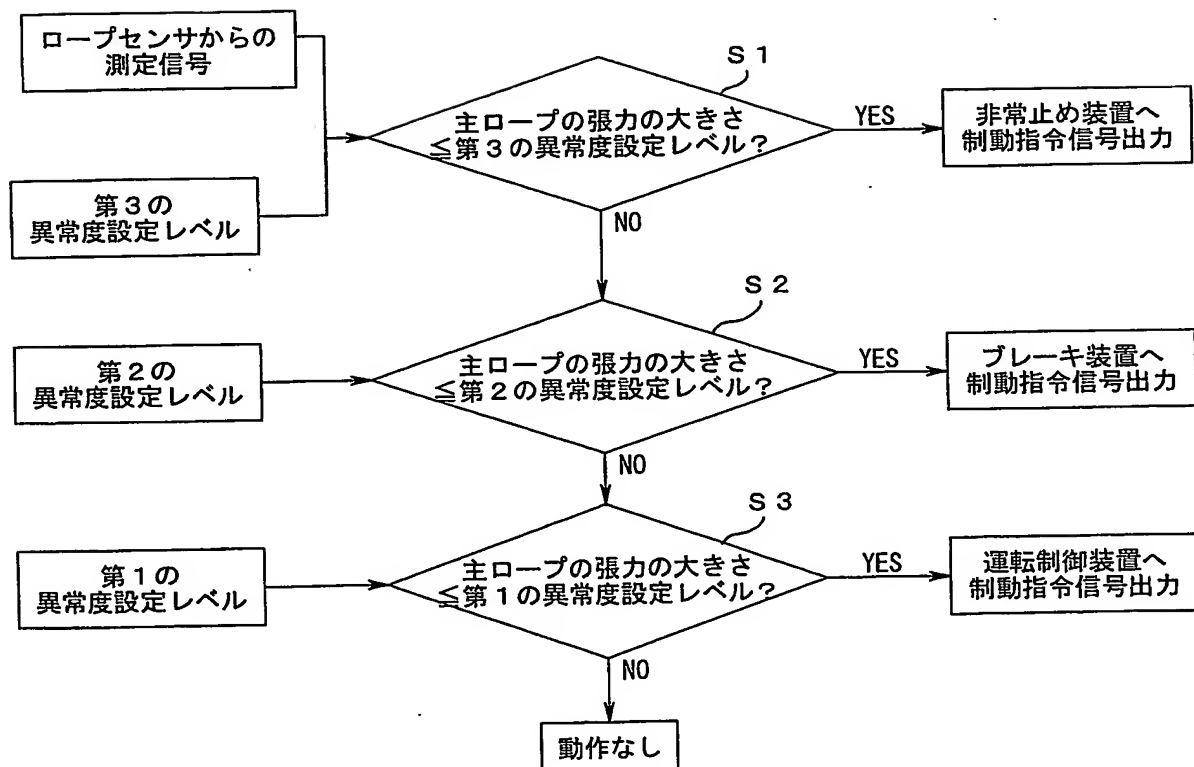 ロープセンサからの
測定信号
S1
主ロープの張力の大きさ
≦第3の異常度設定レベル?
YES
非常止め装置へ
制動指令信号出力
第3の
異常度設定レベル
NO
S2
第2の
異常度設定レベル
主ロープの張力の大きさ
≦第2の異常度設定レベル?
YES
ブレーキ装置へ
制動指令信号出力
NO
S3
第1の
異常度設定レベル
主ロープの張力の大きさ
≦第1の異常度設定レベル?
YES
運転制御装置へ
制動指令信号出力
NO
動作なし